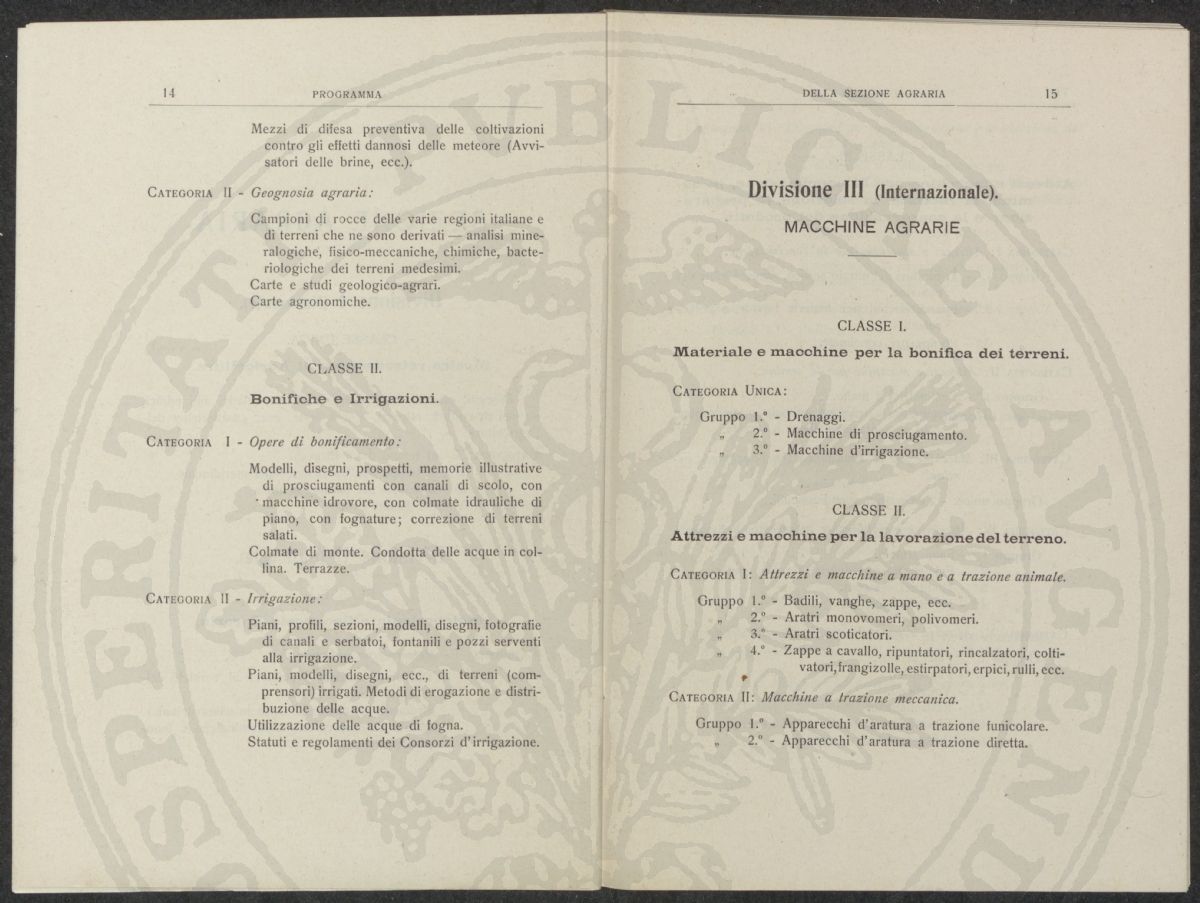 14 PROGRAMMA
Mezzi di difesa preventiva delle coltivazioni
contro gli effetti dannosi delle meteore (Avvi-
satori delle brine, ecc.).
CATEGORIA II - Geognosia agraria:
Campioni di rocce delle varie regioni italiane e
di terreni che ne sono derivati — analisi mine-
ralogiche, fisico-meccaniche, chimiche, bacte-
riologiche dei terreni medesimi.
Carte e studi geologico-agrari.
Carte agronomiche.
CLASSE II.
Bonifiche e Irrigazioni.
CATEGORIA I - Opere di bonificamento:
Modelli, disegni, prospetti, memorie illustrative
di prosciugamenti con canali di scolo, con
macchine idrovore, con colmate idrauliche di
piano, con fognature; correzione di terreni
salati.
Colmate di monte. Condotta delle acque in col-
lina. Terrazze.
CATEGORIA II - Irrigazione:
Piani, profili, sezioni, modelli, disegni, fotografie
di canali e serbatoi, fontanili e pozzi serventi
alla irrigazione.
Piani, modelli, disegni, ecc., di terreni (com-
prensori) irrigati. Metodi di erogazione e distri-
buzione delle acque.
Utilizzazione delle acque di fogna.
Statuti e regolamenti dei Consorzi d'irrigazione.
DELLA SEZIONE AGRARIA 15
Divisione III (Internazionale).
MACCHINE AGRARIE
CLASSE I.
Materiale e macchine per la bonifica dei terreni.
CATEGORIA UNICA:
Gruppo 1.º - Drenaggi.
„ 2.º - Macchine di prosciugamento.
„ 3.º - Macchine d'irrigazione.
CLASSE II.
Attrezzi e macchine per la lavorazione del terreno.
CATEGORIA I: Attrezzi e macchine a mano e a trazione animale.
Gruppo 1.º - Badili, vanghe, zappe, ecc.
„ 2.º - Aratri monovomeri, polivomeri.
„ 3.º - Aratri scoticatori.
„ 4.º - Zappe a cavallo, ripuntatori, rincalzatori, colti-
vatori, frangizolle, estirpatori, erpici, rulli, ecc.
CATEGORIA II: Macchine a trazione meccanica.
Gruppo 1.º - Apparecchi d'aratura a trazione funicolare.
„ 2.º - Apparecchi d'aratura a trazione diretta.
SPERITATI PUBLICÆ AVGEND